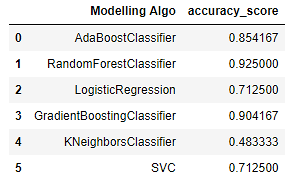 Modelling Algo accuracy_score
0 AdaBoostClassifier 0.854167
1 RandomForestClassifier 0.925000
2 LogisticRegression 0.712500
3 GradientBoostingClassifier 0.904167
4 KNeighborsClassifier 0.483333
5 SVC 0.712500